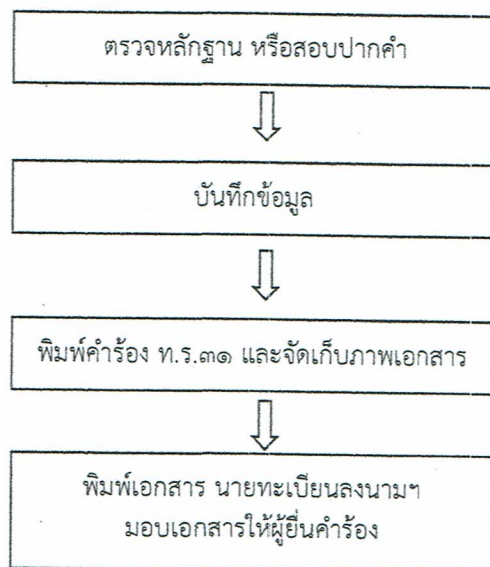 ตรวจหลักฐาน หรือสอบปากคำ
บันทึกข้อมูล
พิมพ์คำร้อง ท.ร.๓๑ และจัดเก็บภาพเอกสาร
พิมพ์เอกสาร นายทะเบียนลงนามฯ
มอบเอกสารให้ผู้ยื่นคำร้อง